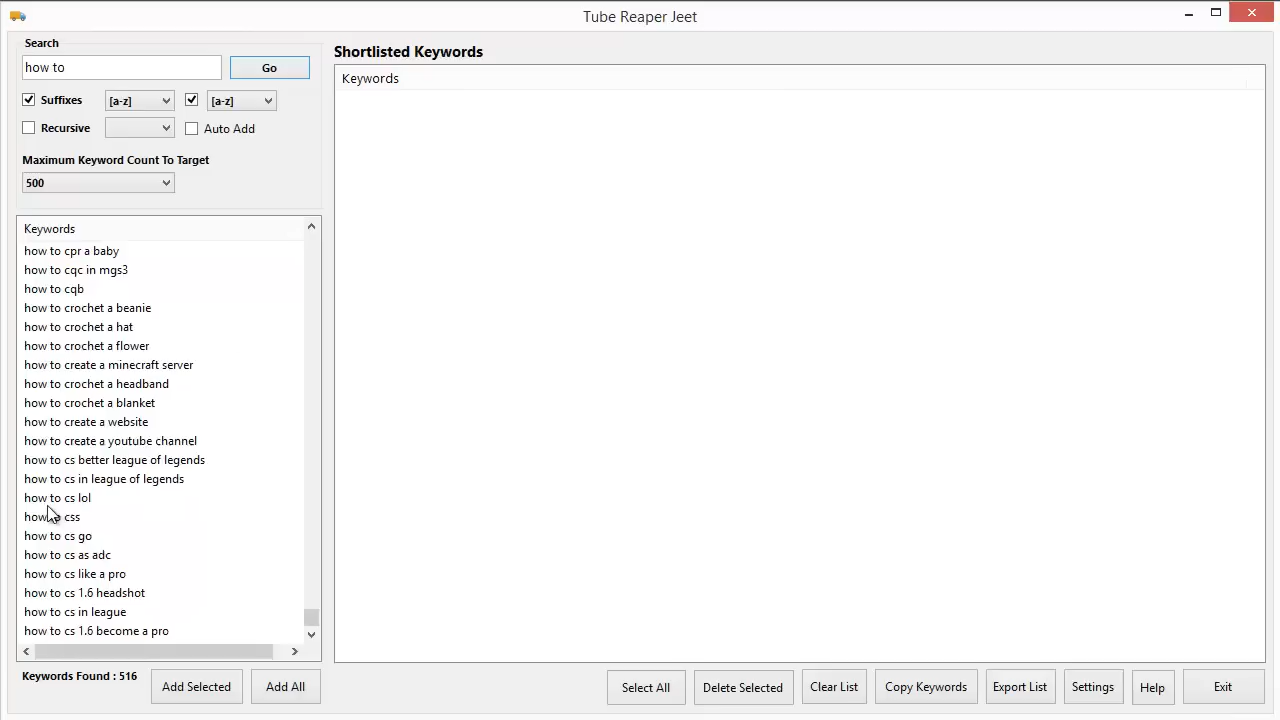 Tube Reaper Jeet
Search
how to
Go
Suffixes
[a-z]
[a-z]
Recursive
Auto Add
Maximum Keyword Count To Target
500
Keywords
how to cpr a baby
how to cqc in mgs3
how to cqb
how to crochet a beanie
how to crochet a hat
how to crochet a flower
how to create a minecraft server
how to crochet a headband
how to crochet a blanket
how to create a website
how to create a youtube channel
how to cs better league of legends
how to cs in league of legends
how to cs lol
how to css
how to cs go
how to cs as adc
how to cs like a pro
how to cs 1.6 headshot
how to cs in league
how to cs 1.6 become a pro
Keywords Found : 516
Add Selected
Add All
Shortlisted Keywords
Keywords
Select All
Delete Selected
Clear List
Copy Keywords
Export List
Settings
Help
Exit